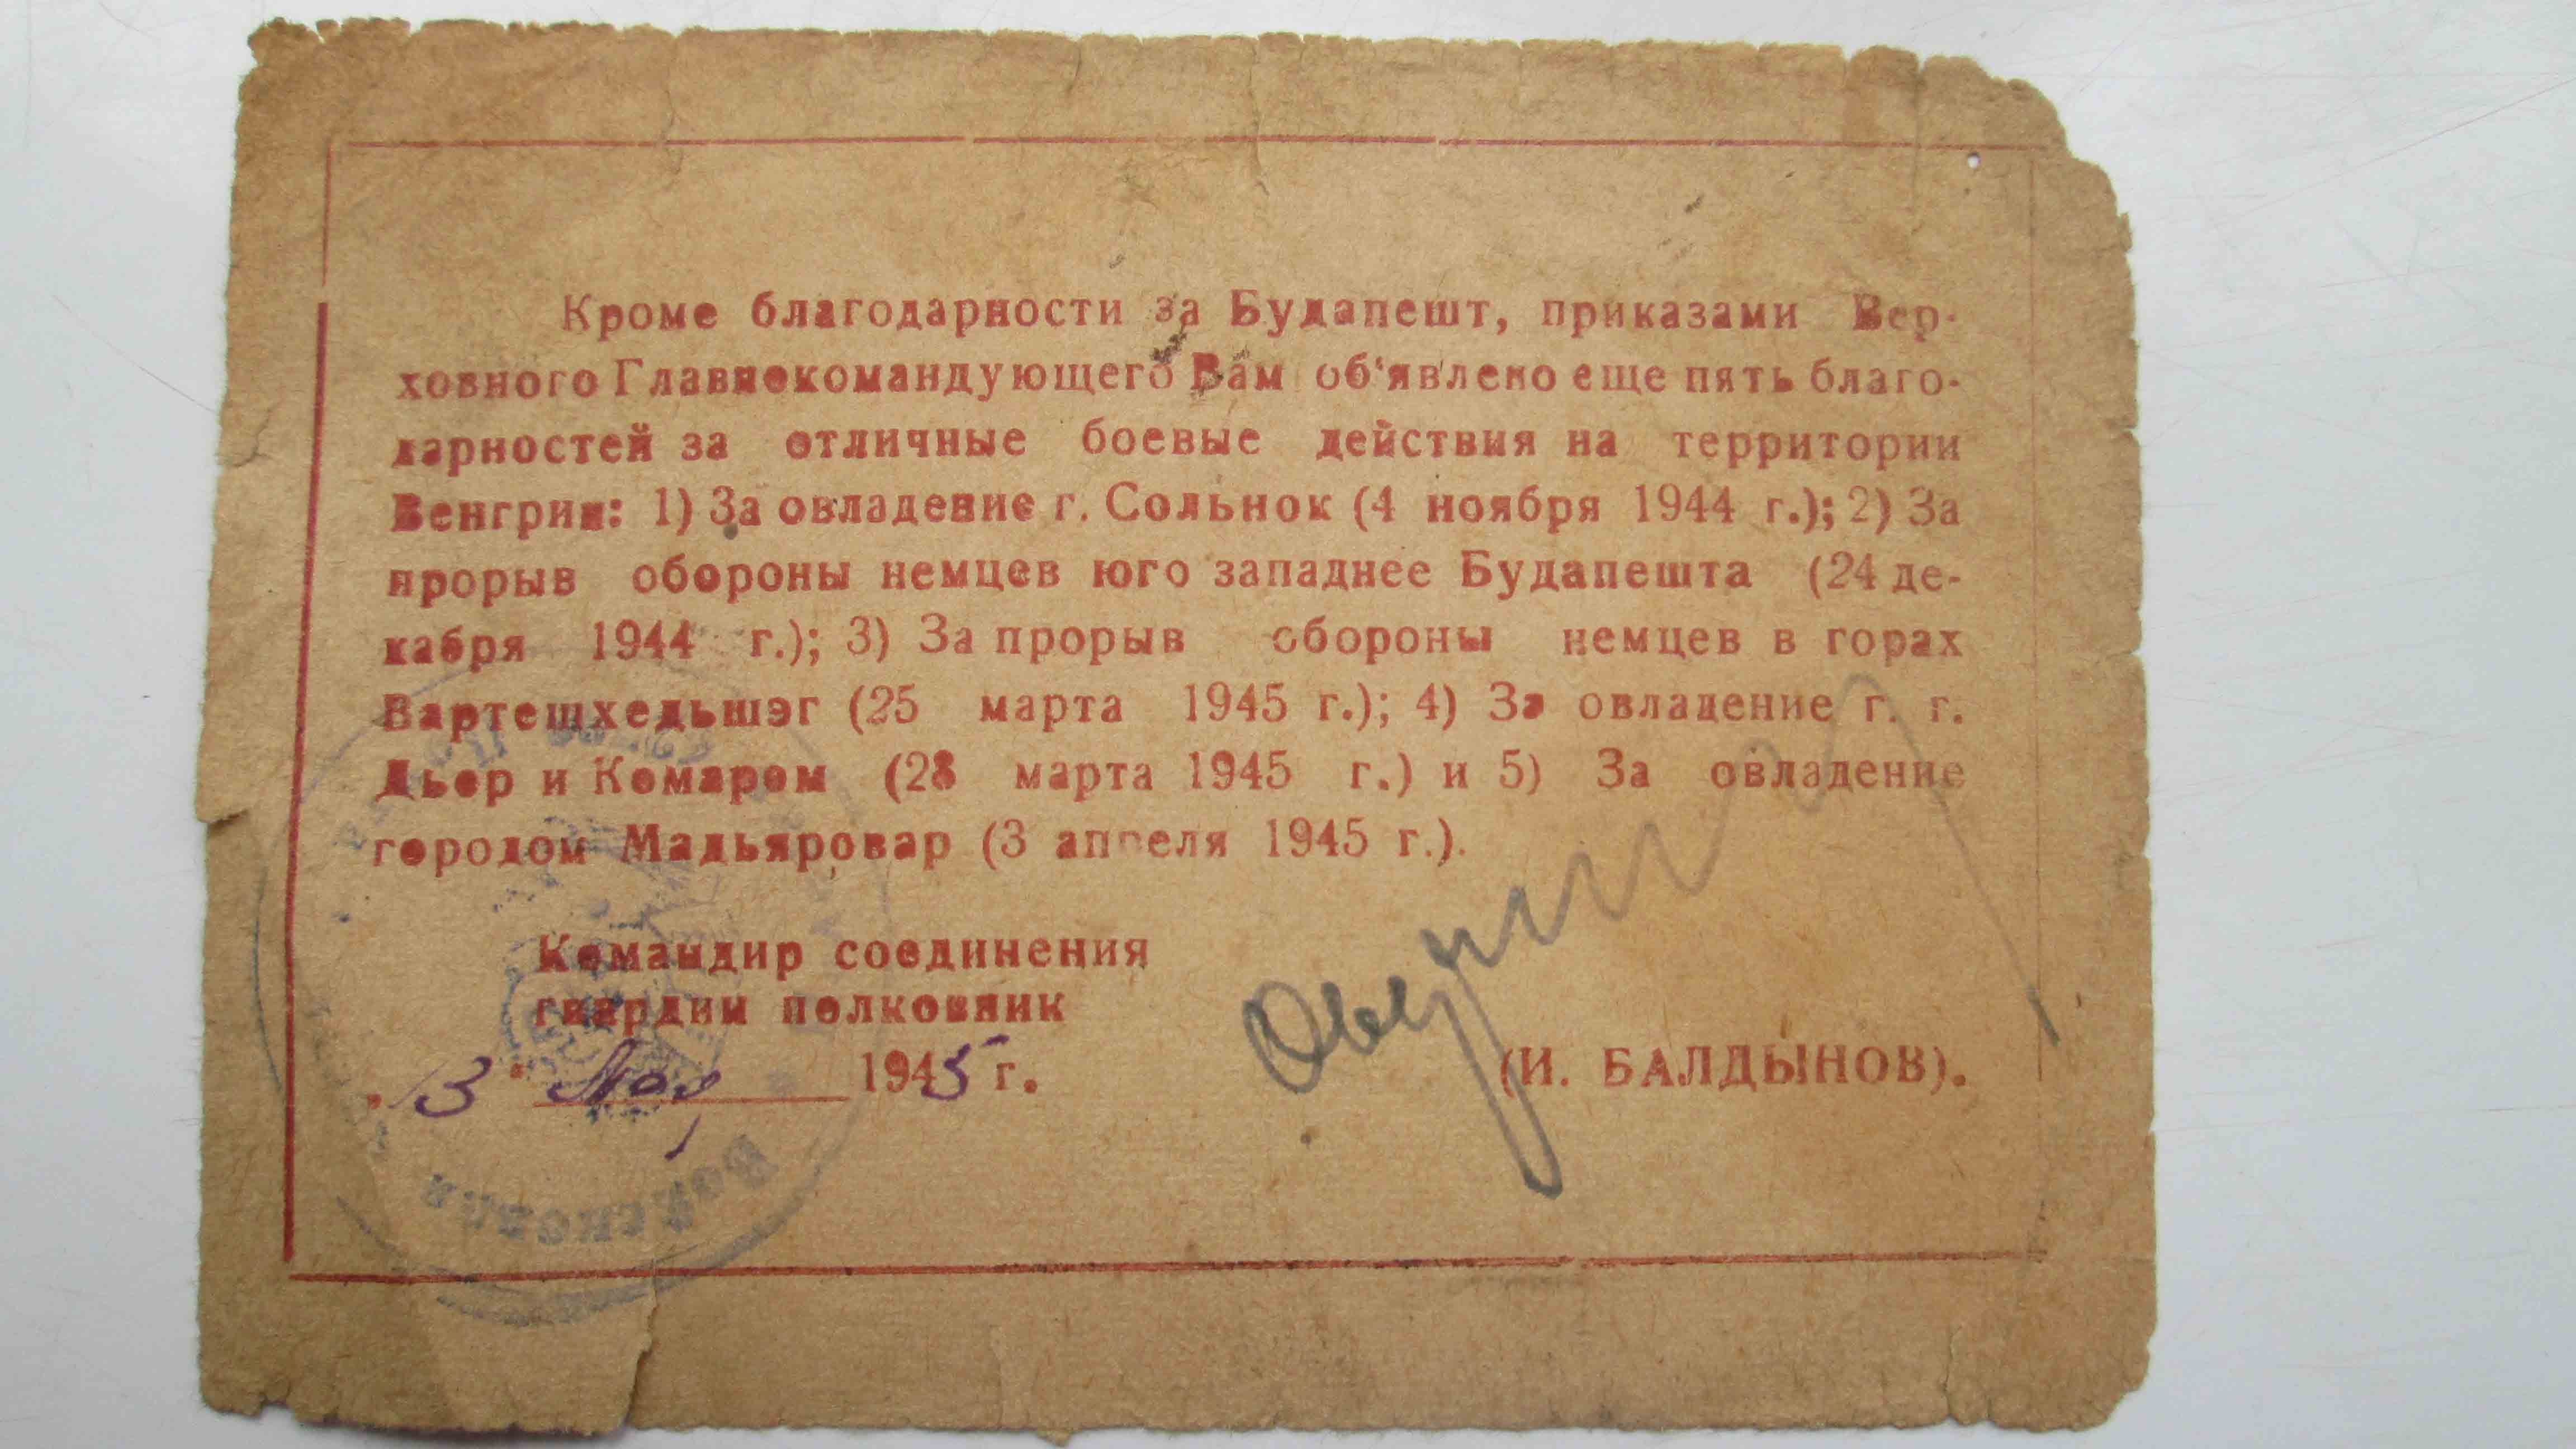 Кроме благодарности за Будапешт, приказами Вер-
ховного Главнокомандующего Вам об'явлено еще пять благо-
дарностей за отличные боевые действия на территории
Венгрии: 1) За овладение г. Сольнок (4 ноября 1944 г.); 2) За
прорыв обороны немцев юго западнее Будапешта (24 де-
кабря 1944 г.); 3) За прорыв обороны немцев в горах
Вартешхедьшэг (25 марта 1945 г.); 4) За овладение г. г.
Дьер и Комаром (28 марта 1945 г.) и 5) За овладение
городом Мадьяровар (3 апреля 1945 г.).
Командир соединения
гвардии полковник
„13" Мая 1945 г.
(И. БАЛДЫНОВ).
Войсковая